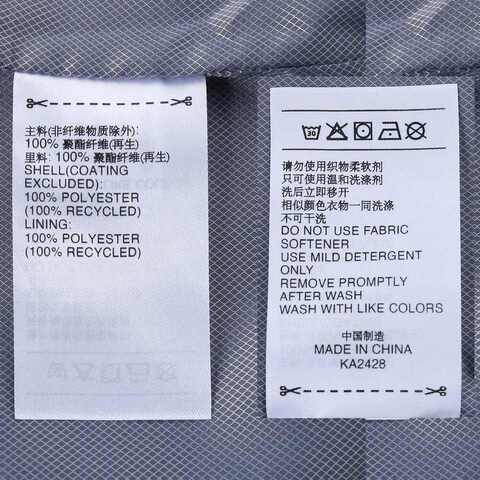 主料(非纤维物质除外):
100% 聚酯纤维(再生)
里料: 100% 聚酯纤维(再生)
SHELL(COATING
EXCLUDED):
100% POLYESTER
(100% RECYCLED)
LINING:
100% POLYESTER
(100% RECYCLED)
30
请勿使用织物柔软剂
只可使用温和洗涤剂
洗后立即移开
相似颜色衣物一同洗涤
不可干洗
DO NOT USE FABRIC
SOFTENER
USE MILD DETERGENT
ONLY
REMOVE PROMPTLY
AFTER WASH
WASH WITH LIKE COLORS
中国制造
MADE IN CHINA
KA2428